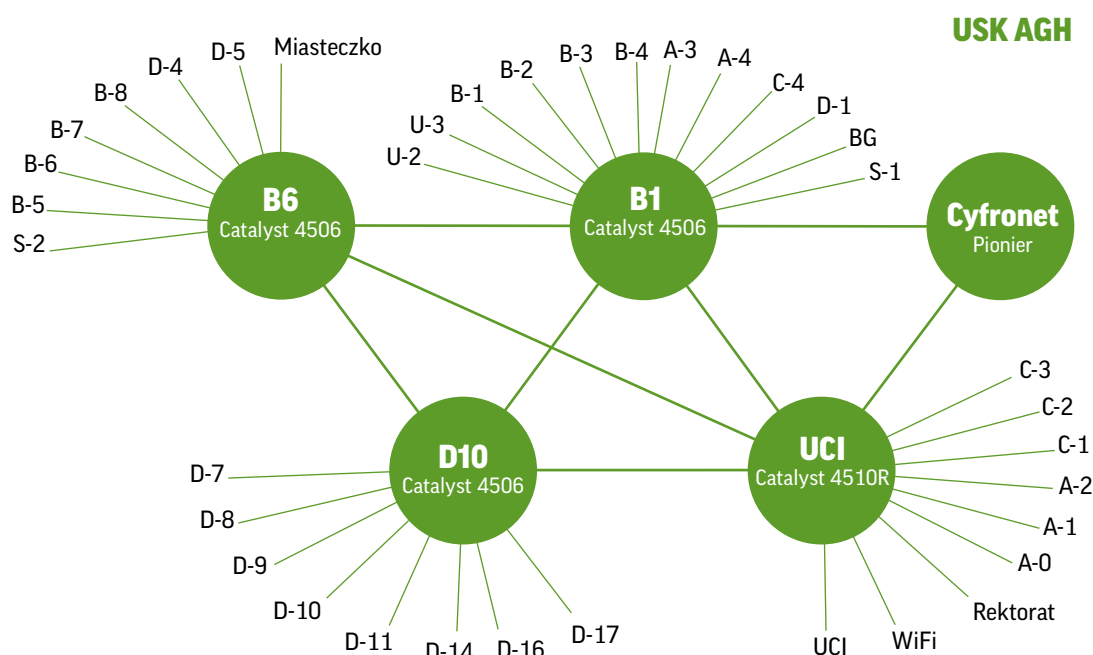 USK AGH
Miasteczko
D-5
D-4
B-8
B-7
B-6
B-5
S-2
B6
Catalyst 4506
U-2
U-3
B-1
B-2
B-3
B-4
A-3
A-4
C-4
D-1
BG
S-1
B1
Catalyst 4506
Cyfronet
Pionier
D10
Catalyst 4506
D-7
D-8
D-9
D-10
D-11
D-14
D-16
D-17
UCI
Catalyst 4510R
C-3
C-2
C-1
A-2
A-1
A-0
Rektorat
WiFi
UCI